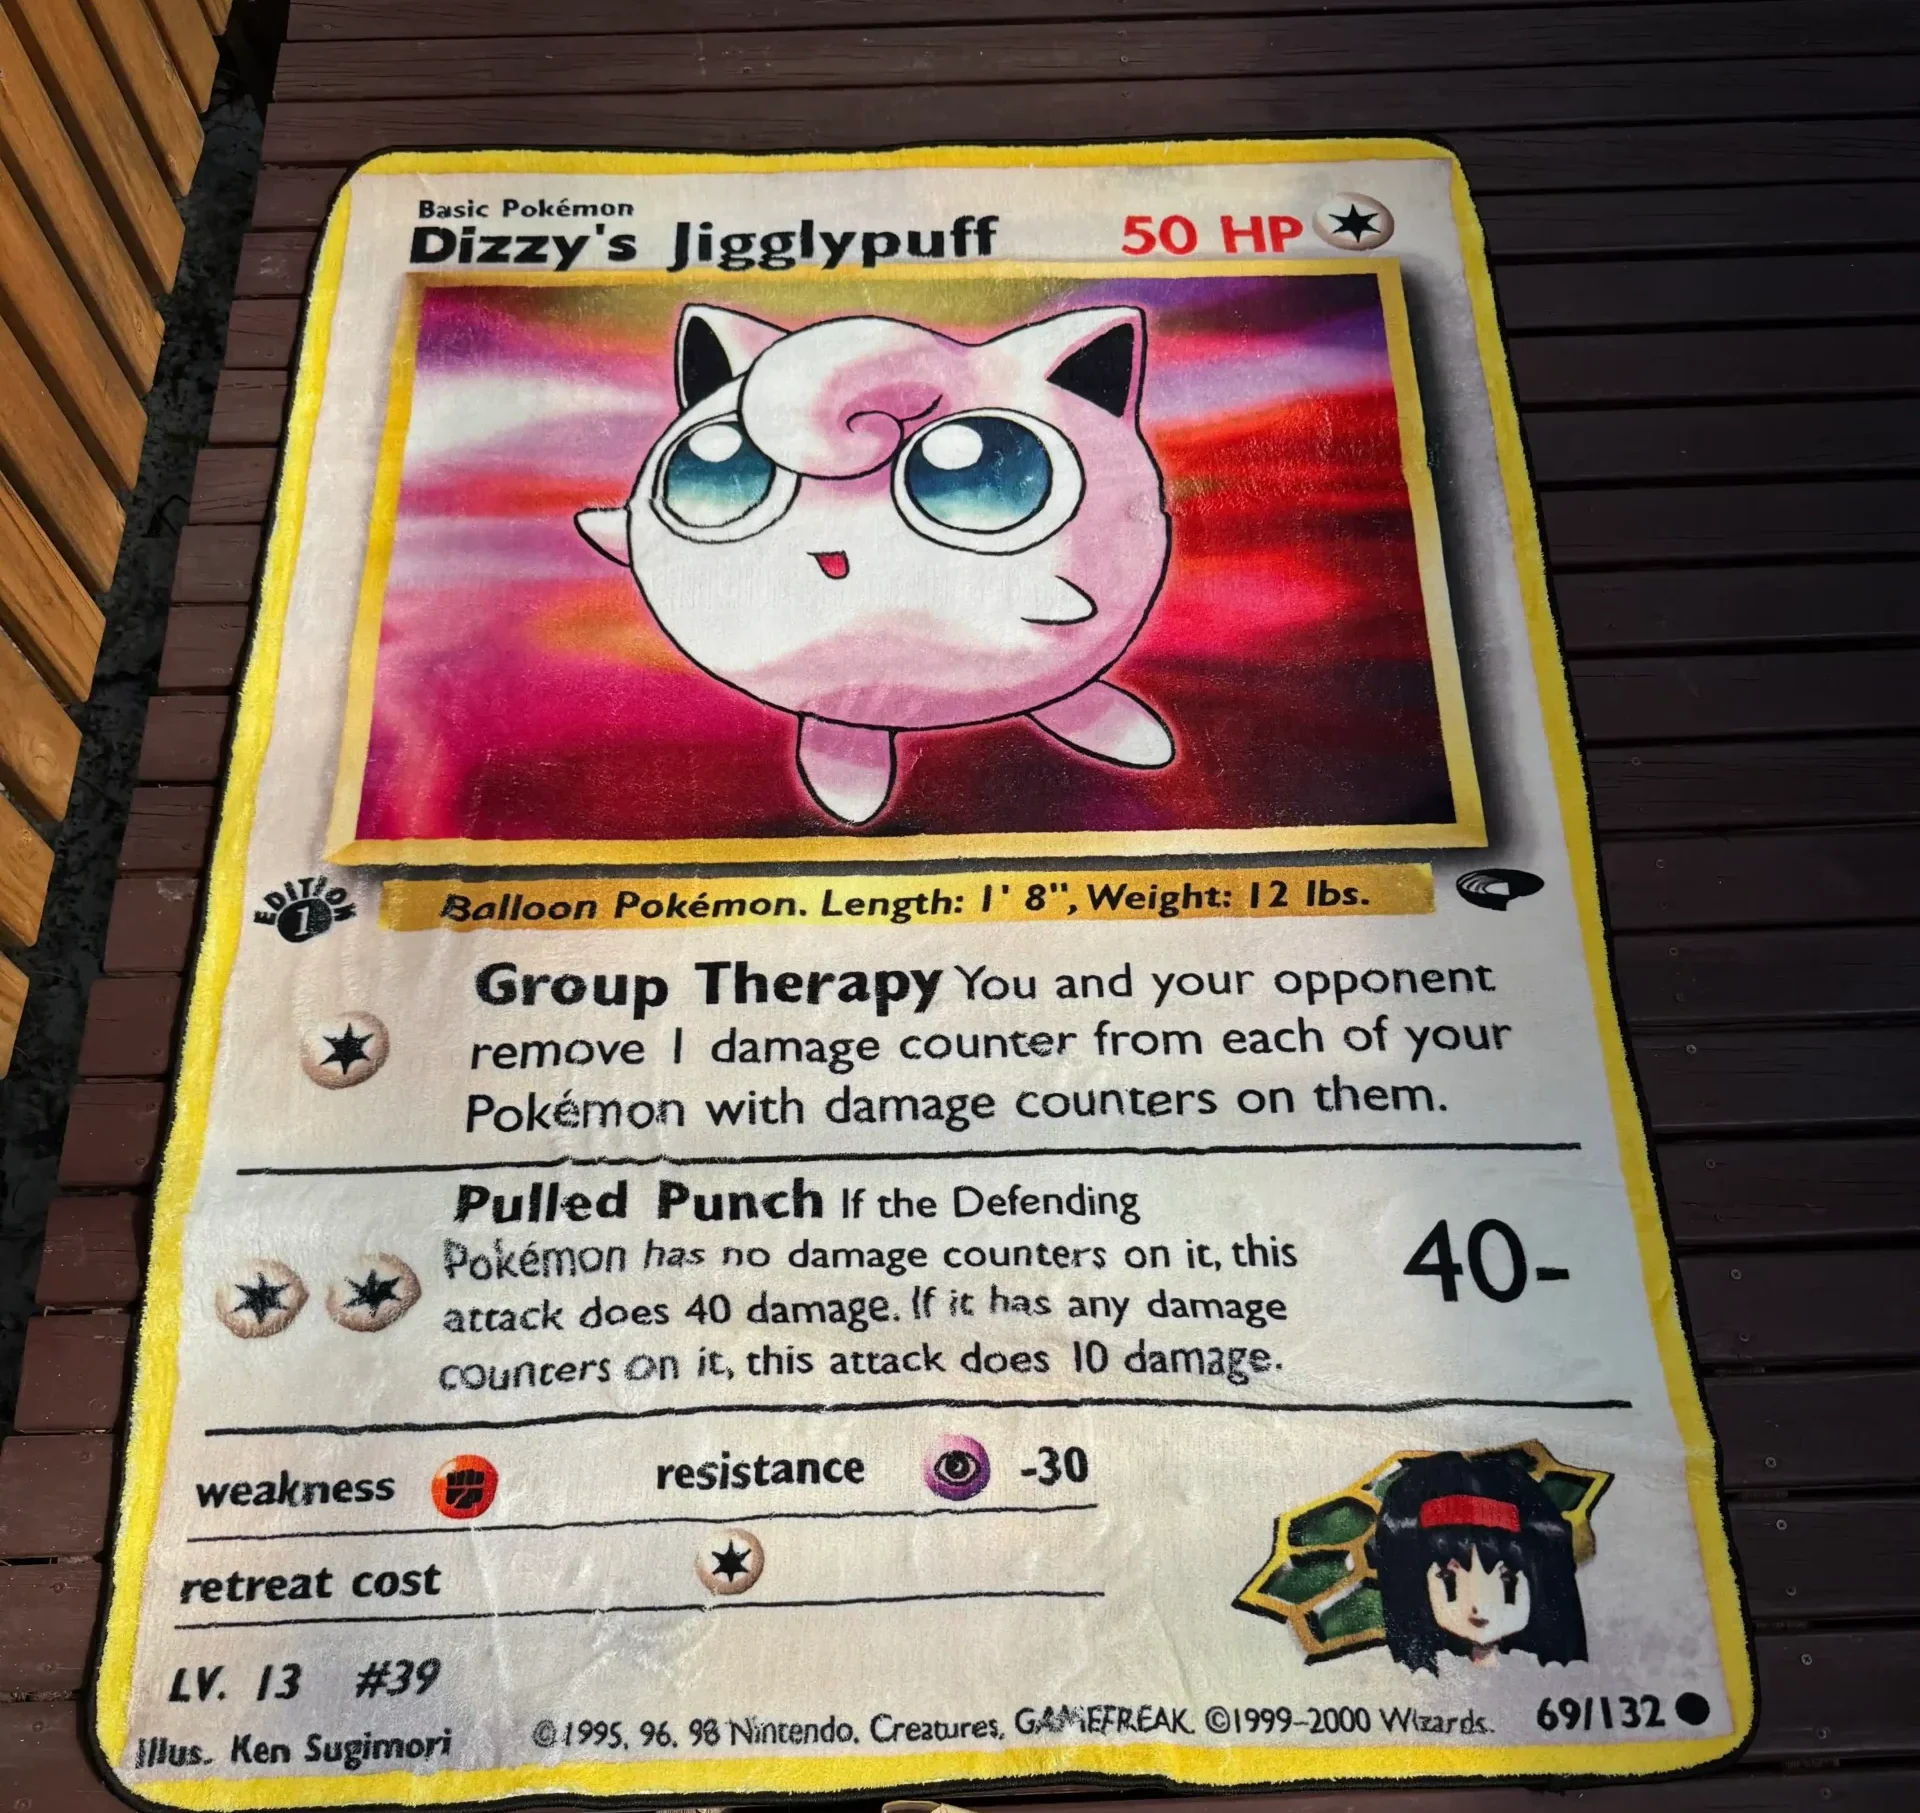 Basic Pokémon
Dizzy's Jigglypuff 50 HP
EDITION
1
Balloon Pokémon. Length: 1' 8", Weight: 12 lbs.
Group Therapy You and your opponent
remove 1 damage counter from each of your
Pokémon with damage counters on them.
Pulled Punch If the Defending
Pokémon has no damage counters on it, this
attack does 40 damage. If it has any damage
counters on it, this attack does 10 damage.
40-
weakness resistance -30
retreat cost
LV. 13 #39
Illus. Ken Sugimori
©1995, 96, 98 Nintendo, Creatures, GAMEFREAK. ©1999-2000 Wizards.
69/132